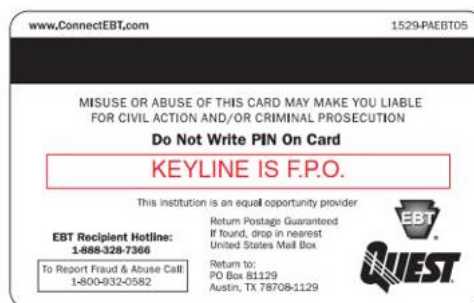 www.ConnectEBT.com 1529-PAEBT05
MISUSE OR ABUSE OF THIS CARD MAY MAKE YOU LIABLE
FOR CIVIL ACTION AND/OR CRIMINAL PROSECUTION
Do Not Write PIN On Card
KEYLINE IS F.P.O.
This institution is an equal opportunity provider
EBT Recipient Hotline:
1-888-328-7366
To Report Fraud & Abuse Call:
1-800-932-0582
Return Postage Guaranteed
If found, drop in nearest
United States Mail Box
Return to:
PO Box 81129
Austin, TX 78708-1129
EBT
QUEST